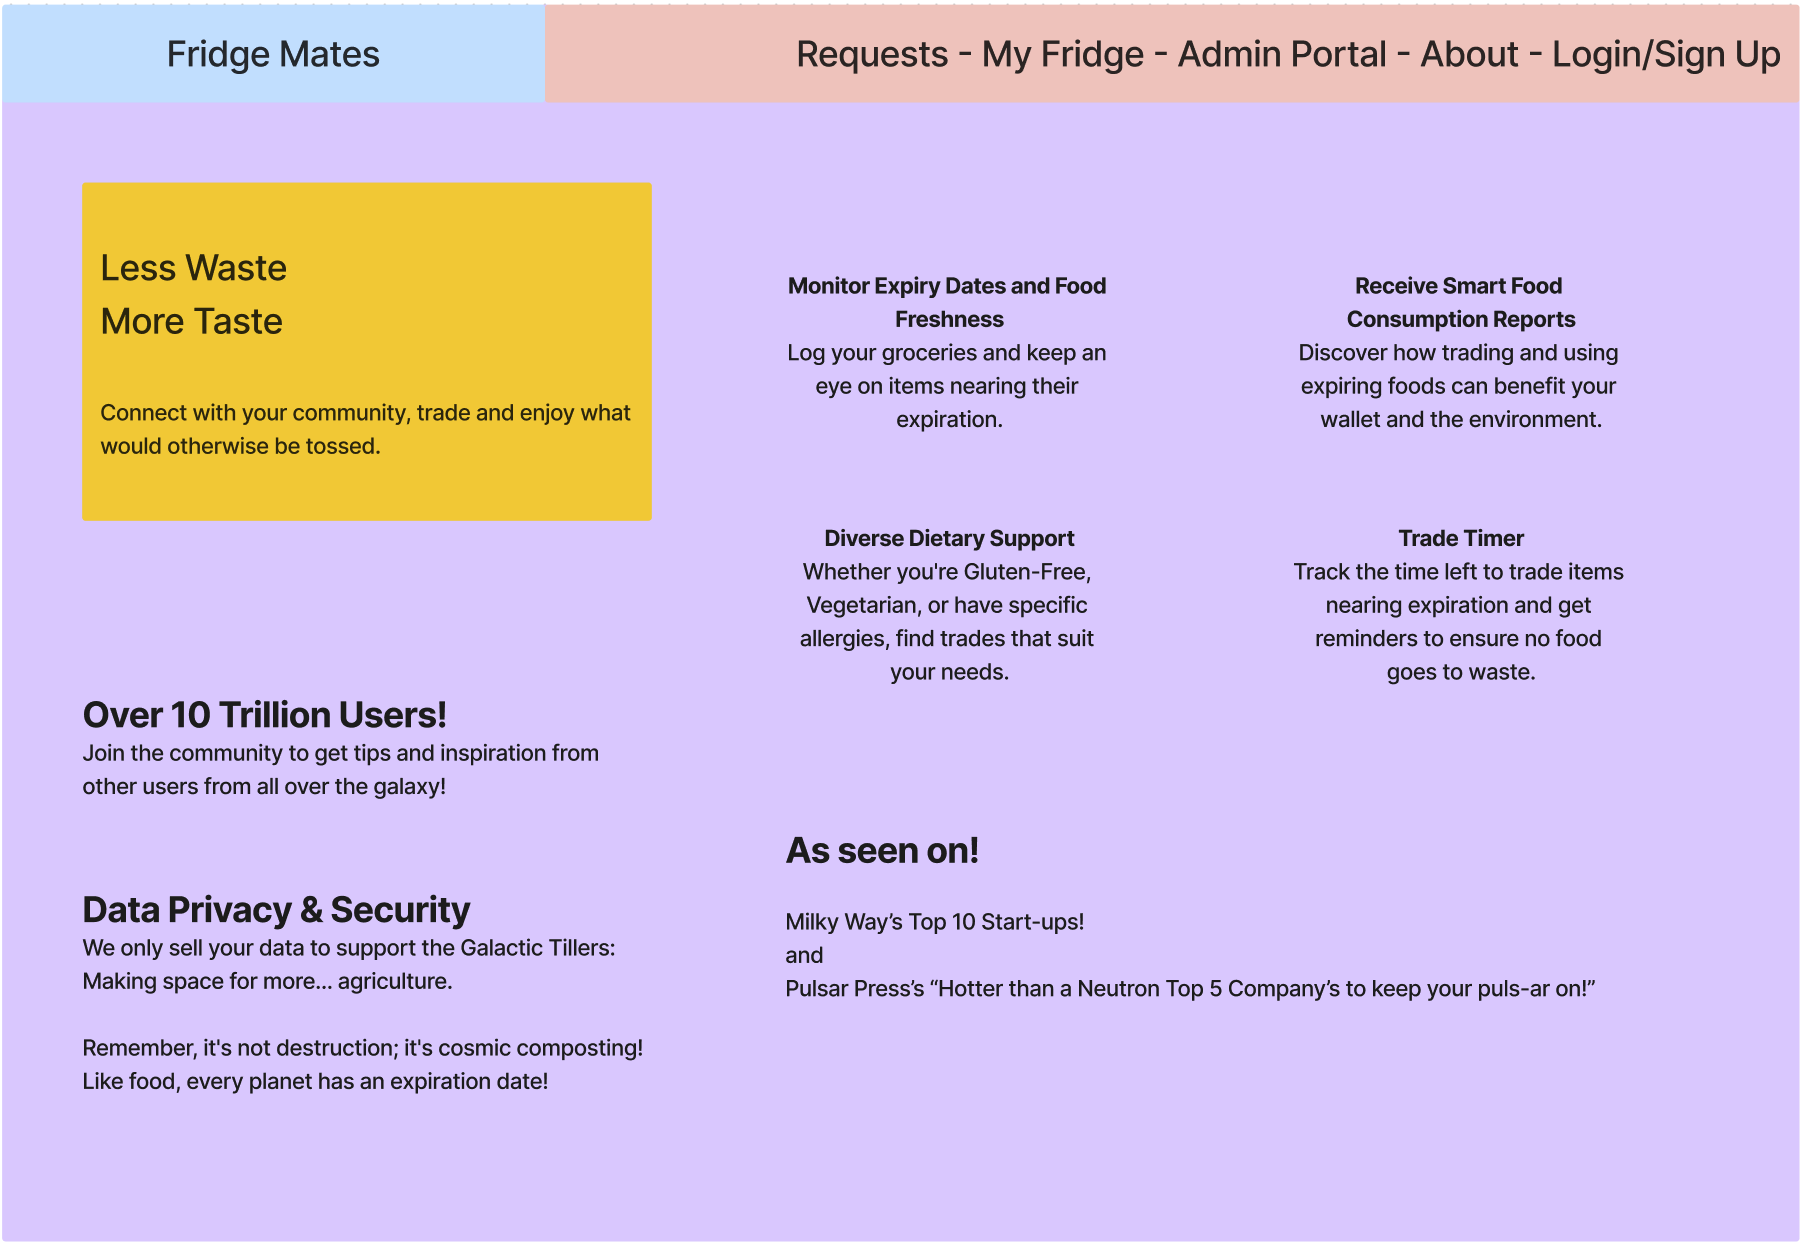 Fridge Mates
Requests - My Fridge - Admin Portal - About - Login/Sign Up
Less Waste
More Taste
Connect with your community, trade and enjoy what
would otherwise be tossed.
Monitor Expiry Dates and Food
Freshness
Log your groceries and keep an
eye on items nearing their
expiration.
Receive Smart Food
Consumption Reports
Discover how trading and using
expiring foods can benefit your
wallet and the environment.
Diverse Dietary Support
Whether you're Gluten-Free,
Vegetarian, or have specific
allergies, find trades that suit
your needs.
Trade Timer
Track the time left to trade items
nearing expiration and get
reminders to ensure no food
goes to waste.
Over 10 Trillion Users!
Join the community to get tips and inspiration from
other users from all over the galaxy!
Data Privacy & Security
We only sell your data to support the Galactic Tillers:
Making space for more... agriculture.
Remember, it's not destruction; it's cosmic composting!
Like food, every planet has an expiration date!
As seen on!
Milky Way’s Top 10 Start-ups!
and
Pulsar Press’s “Hotter than a Neutron Top 5 Company’s to keep your puls-ar on!”